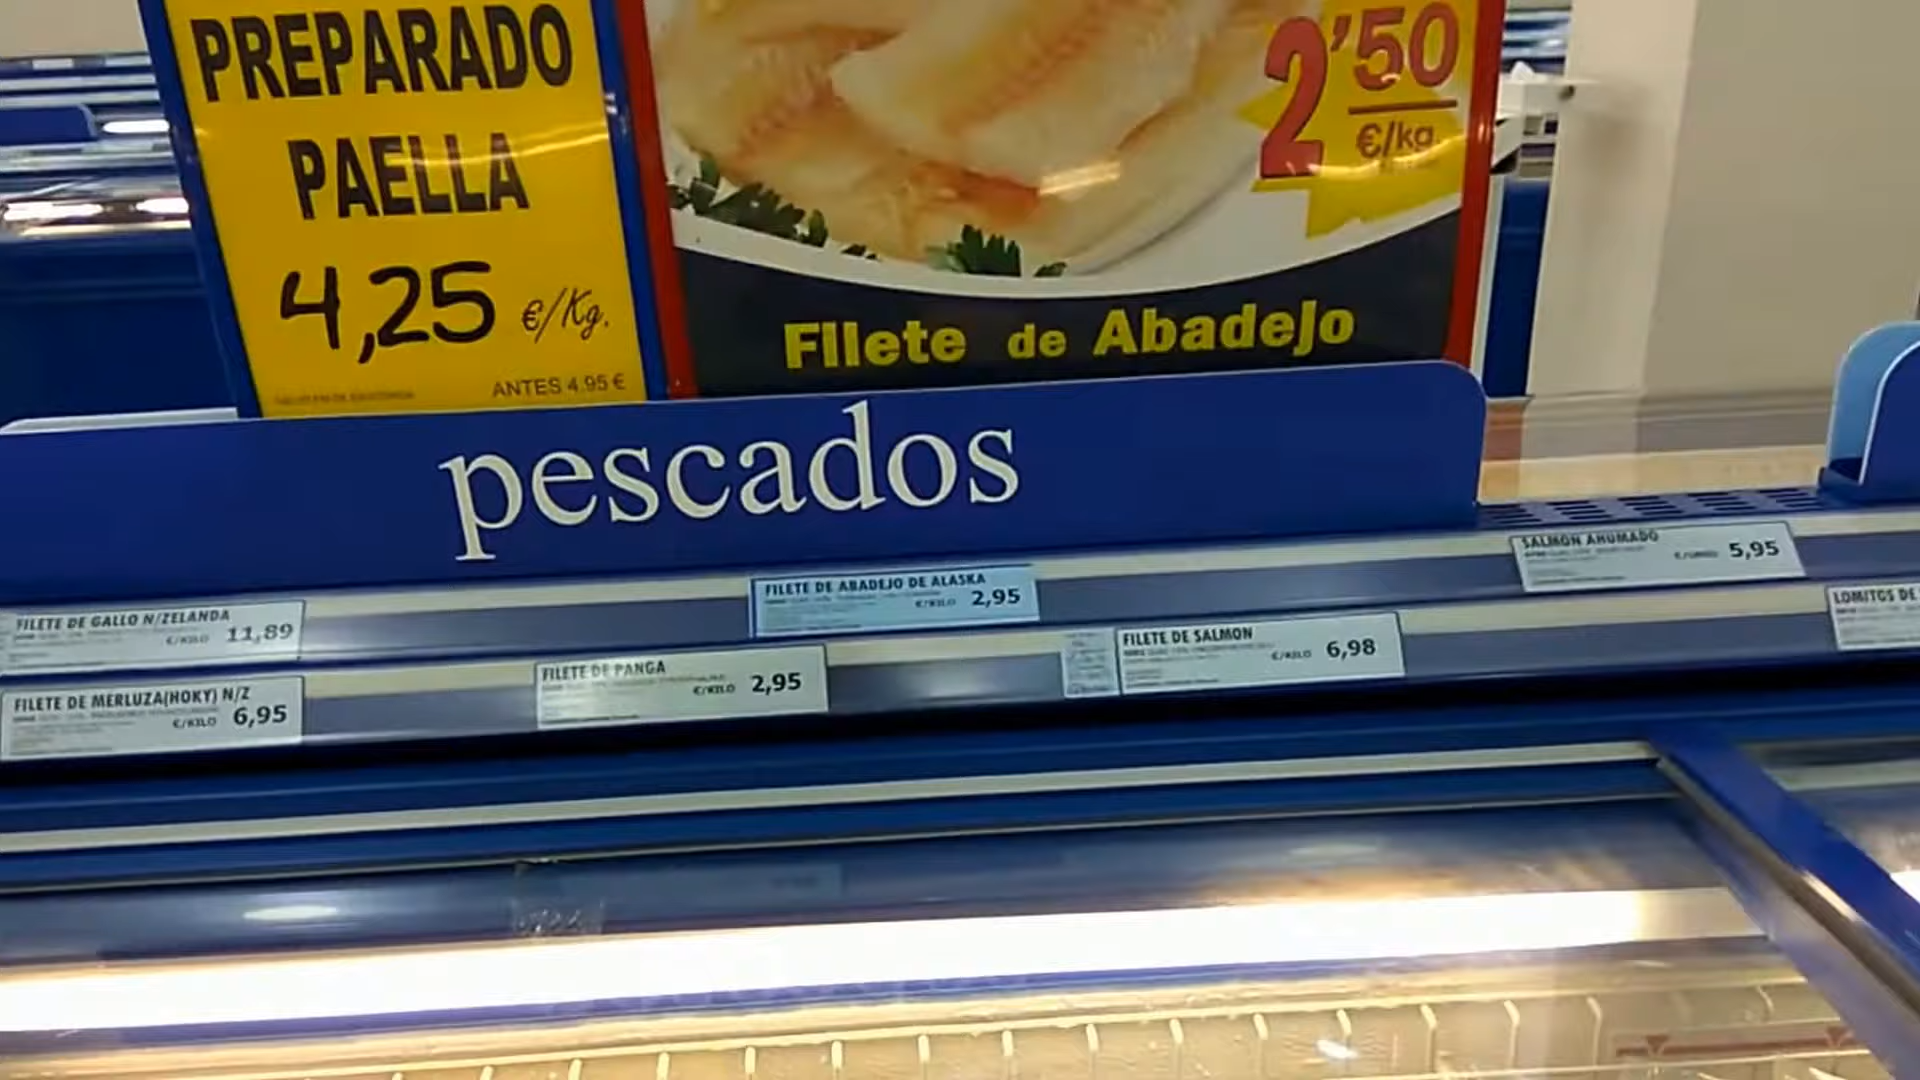 PREPARADO
PAELLA
4,25 €/Kg.
ANTES 4.95 €
2'50
€/kg.
Filete de Abadejo
pescados
FILETE DE GALLO N/ZELANDA
€/KILO 11,89
FILETE DE MERLUZA(HOKY) N/Z
€/KILO 6,95
FILETE DE PANGA
€/KILO 2,95
FILETE DE ABADEJO DE ALASKA
€/KILO 2,95
FILETE DE SALMON
€/KILO 6,98
SALMON AHUMADO
5,95
LOMITOS DE